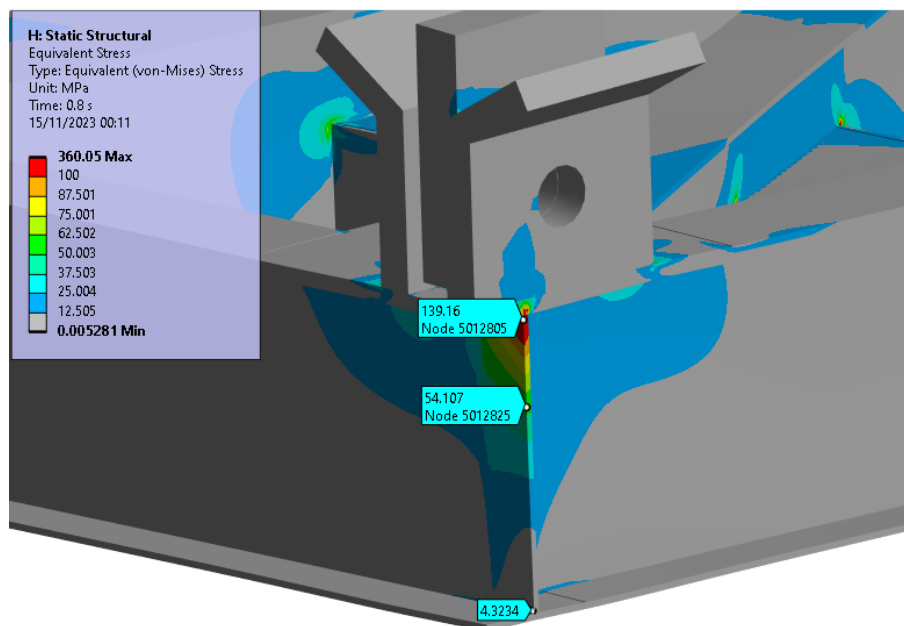 H: Static Structural
Equivalent Stress
Type: Equivalent (von-Mises) Stress
Unit: MPa
Time: 0.8 s
15/11/2023 00:11
360.05 Max
100
87.501
75.001
62.502
50.003
37.503
25.004
12.505
0.005281 Min
139.16
Node 5012805
54.107
Node 5012825
4.3234